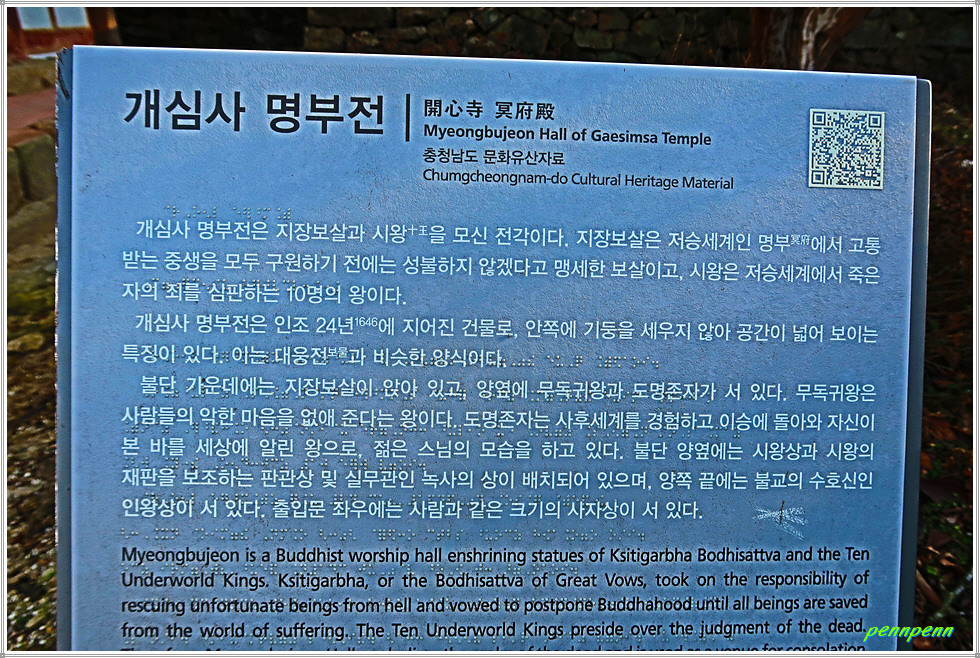 개심사 명부전
開心寺 冥府殿
Myeongbujeon Hall of Gaesimsa Temple
충청남도 문화유산자료
Chumgcheongnam-do Cultural Heritage Material
개심사 명부전은 지장보살과 시왕十王을 모신 전각이다. 지장보살은 저승세계인 명부冥府에서 고통
받는 중생을 모두 구원하기 전에는 성불하지 않겠다고 맹세한 보살이고, 시왕은 저승세계에서 죽은
자의 죄를 심판하는 10명의 왕이다.
개심사 명부전은 인조 24년1646에 지어진 건물로, 안쪽에 기둥을 세우지 않아 공간이 넓어 보이는
특징이 있다. 이는 대웅전보물과 비슷한 양식이다.
불단 가운데에는 지장보살이 앉아 있고, 양옆에 무독귀왕과 도명존자가 서 있다. 무독귀왕은
사람들의 악한 마음을 없애 준다는 왕이다. 도명존자는 사후세계를 경험하고 이승에 돌아와 자신이
본 바를 세상에 알린 왕으로, 젊은 스님의 모습을 하고 있다. 불단 양옆에는 시왕상과 시왕의
재판을 보조하는 판관상 및 실무관인 녹사의 상이 배치되어 있으며, 양쪽 끝에는 불교의 수호신인
인왕상이 서 있다. 출입문 좌우에는 사람과 같은 크기의 사자상이 서 있다.
Myeongbujeon is a Buddhist worship hall enshrining statues of Ksitigarbha Bodhisattva and the Ten
Underworld Kings. Ksitigarbha, or the Bodhisattva of Great Vows, took on the responsibility of
rescuing unfortunate beings from hell and vowed to postpone Buddhahood until all beings are saved
from the world of suffering. The Ten Underworld Kings preside over the judgment of the dead.
pennpenn